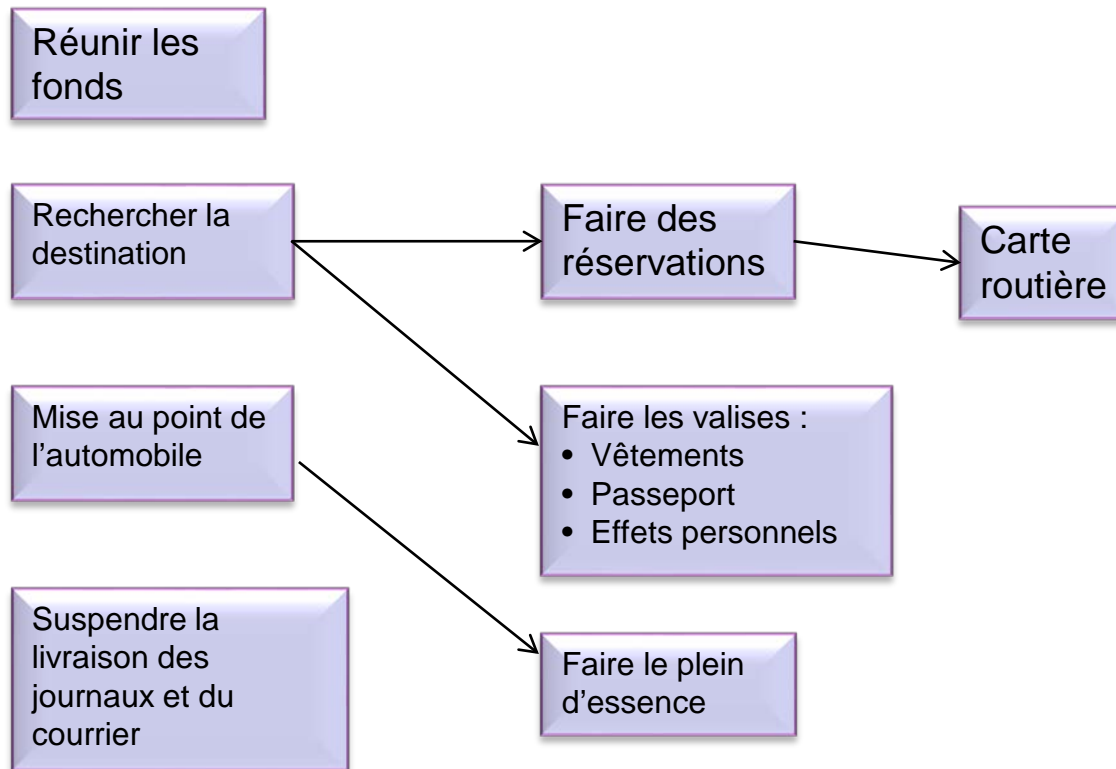 Réunir les
fonds
Rechercher la
destination
Faire des
réservations
Carte
routière
Mise au point de
l’automobile
Faire les valises :
• Vêtements
• Passeport
• Effets personnels
Suspendre la
livraison des
journaux et du
courrier
Faire le plein
d’essence